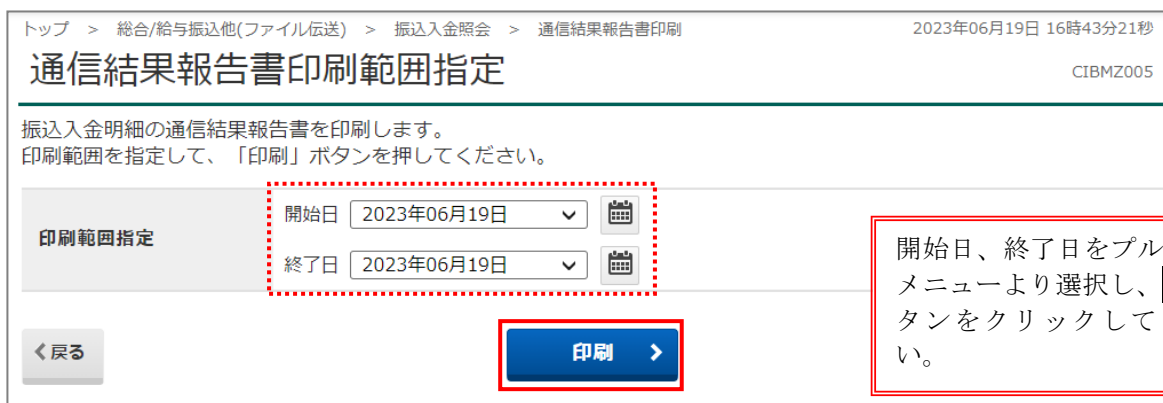 トップ > 総合/給与振込他(ファイル伝送) > 振込入金照会 > 通信結果報告書印刷
2023年06月19日 16時43分21秒
通信結果報告書印刷範囲指定
CIBMZ005
振込入金明細の通信結果報告書を印刷します。
印刷範囲を指定して、「印刷」ボタンを押してください。
印刷範囲指定
開始日 2023年06月19日
終了日 2023年06月19日
開始日、終了日をプル
メニューより選択し、
タンをクリックして
い。
戻る
印刷